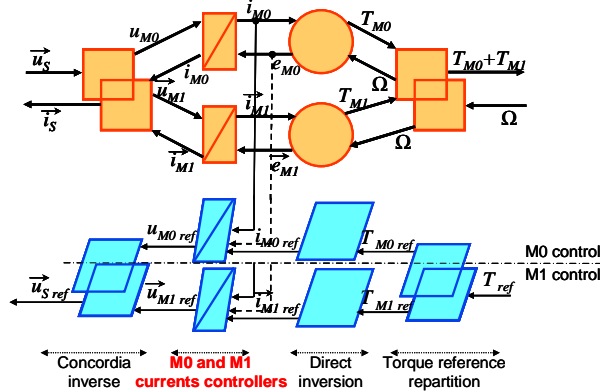 i_M0
T_M0
u_M0
u_S
i_M0
e_M0
T_M0+T_M1
Ω
u_M1
i_M1
T_M1
i_S
Ω
i_M1
e_M1
Ω
u_M0 ref
i_M0 ref
T_M0 ref
M0 control
M1 control
u_S ref
u_M1 ref
i_M1 ref
T_M1 ref
T_ref
Concordia inverse
M0 and M1 currents controllers
Direct inversion
Torque reference repartition